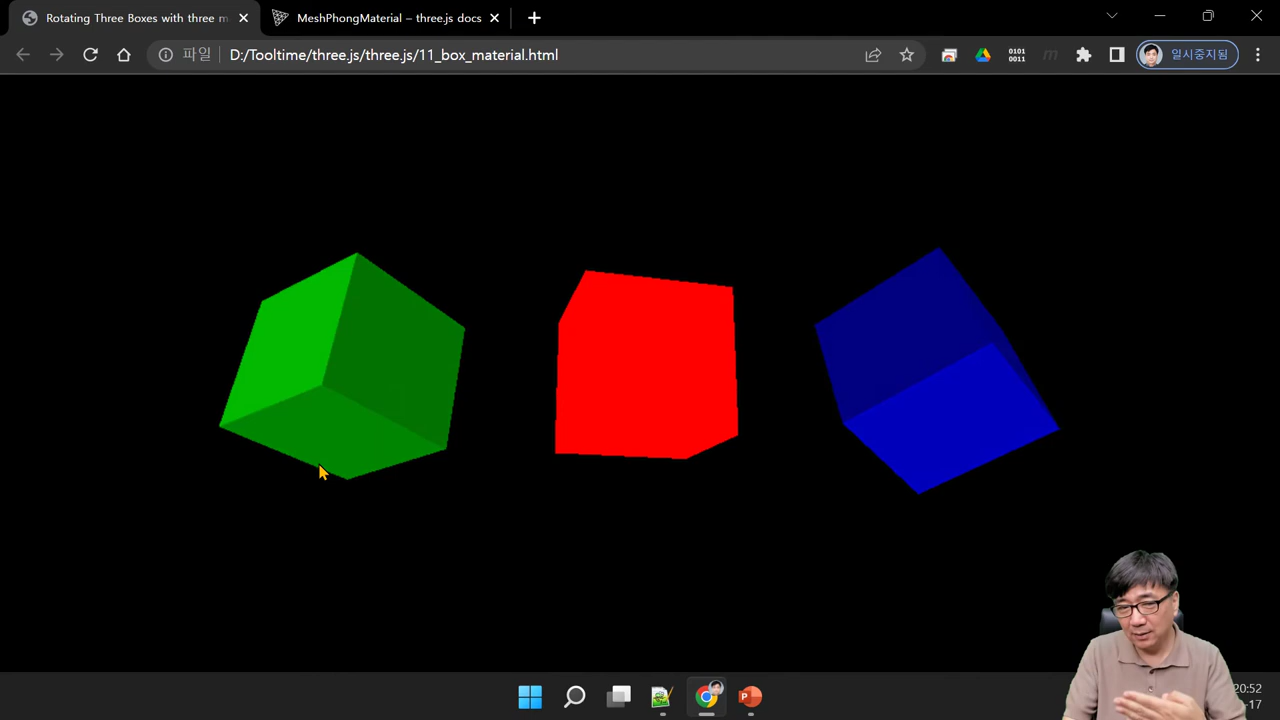 Rotating Three Boxes with three m
MeshPhongMaterial – three.js docs
파일
D:/Tooltime/three.js/three.js/11_box_material.html
0101
0011
m
일시중지됨
P
20:52
-17